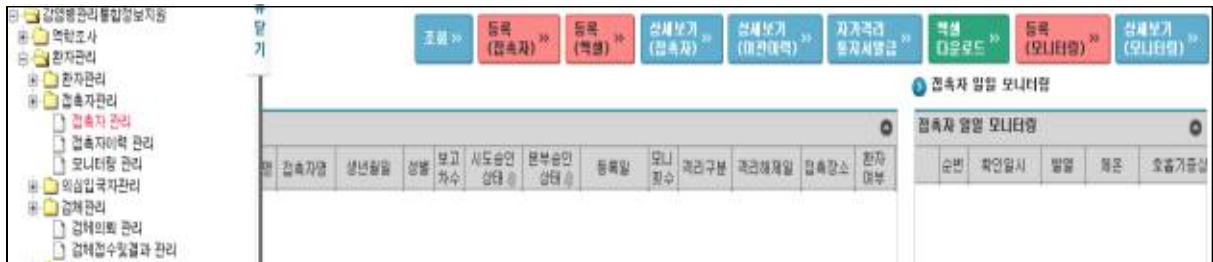 감염병관리통합정보지원
역학조사
환자관리
환자관리
접촉자관리
접촉자 관리
접촉자이력 관리
모니터링 관리
의심입국자관리
검체관리
검체의뢰 관리
검체접수및결과 관리
닫
기
조회 »
등록
(접촉자) »
등록
(엑셀) »
상세보기
(접촉자) »
상세보기
(이전이력) »
자가격리
통지서발급 »
엑셀
다운로드 »
등록
(모니터링) »
상세보기
(모니터링) »
접촉자 일일 모니터링
접촉자 일일 모니터링
명 접촉자명 생년월일 성별 보고차수 시도승인상태 본부승인상태 등록일 모니횟수 격리구분 격리해제일 접촉장소 환자여부
순번 확인일시 발열 체온 호흡기증상